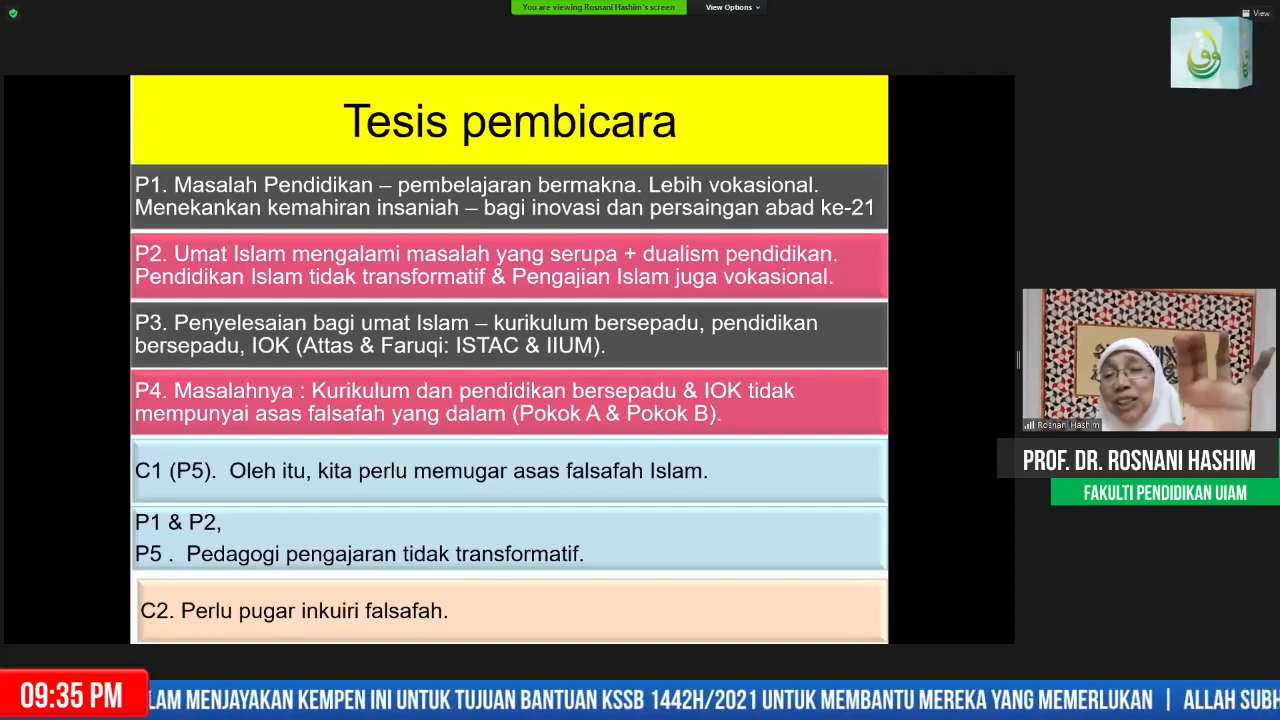 You are viewing Rosnani Hashim's screen
View Options
View
Tesis pembicara
P1. Masalah Pendidikan – pembelajaran bermakna. Lebih vokasional.
Menekankan kemahiran insaniah – bagi inovasi dan persaingan abad ke-21
P2. Umat Islam mengalami masalah yang serupa + dualism pendidikan.
Pendidikan Islam tidak transformatif & Pengajian Islam juga vokasional.
P3. Penyelesaian bagi umat Islam – kurikulum bersepadu, pendidikan
bersepadu, IOK (Attas & Faruqi: ISTAC & IIUM).
P4. Masalahnya : Kurikulum dan pendidikan bersepadu & IOK tidak
mempunyai asas falsafah yang dalam (Pokok A & Pokok B).
C1 (P5). Oleh itu, kita perlu memugar asas falsafah Islam.
P1 & P2,
P5 . Pedagogi pengajaran tidak transformatif.
C2. Perlu pugar inkuiri falsafah.
Rosnani Hashim
PROF. DR. ROSNANI HASHIM
FAKULTI PENDIDIKAN UIAM
09:35 PM
LAM MENJAYAKAN KEMPEN INI UNTUK TUJUAN BANTUAN KSSB 1442H/2021 UNTUK MEMBANTU MEREKA YANG MEMERLUKAN | ALLAH SUBH